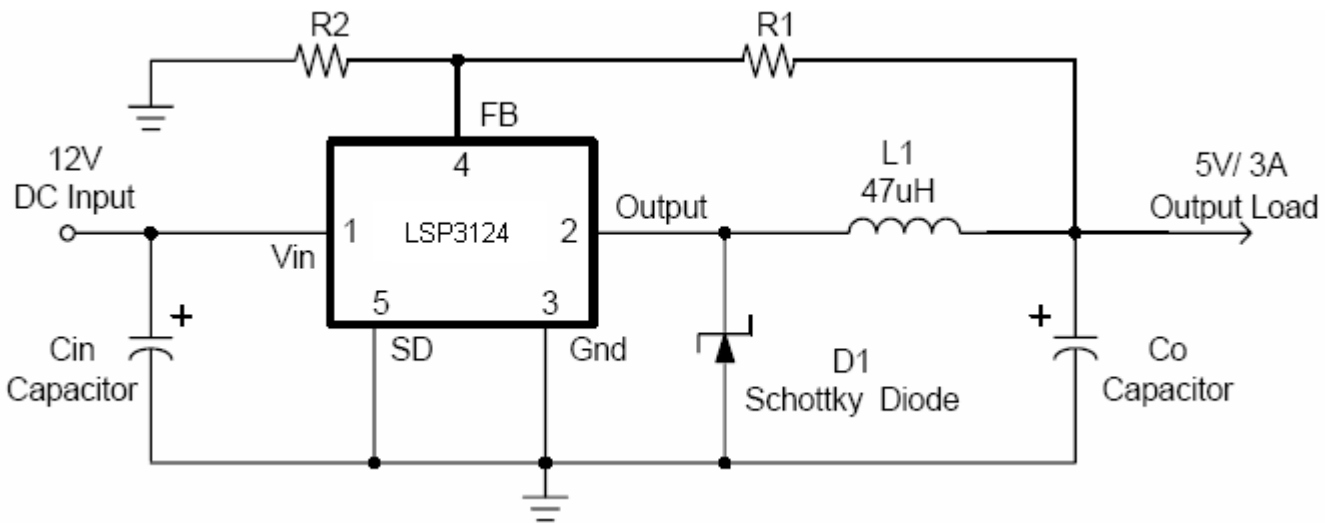 R2
R1
FB
4
12V
DC Input
L1
47uH
5V/ 3A
Output Load
Output
1
LSP3124
2
Vin
5
3
+
SD
Gnd
+
Cin
Capacitor
D1
Schottky Diode
Co
Capacitor